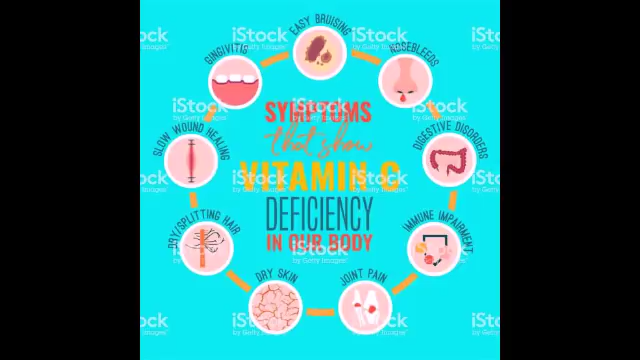 EASY BRUISING
NOSEBLEEDS
DIGESTIVE DISORDERS
IMMUNE IMPAIRMENT
JOINT PAIN
DRY SKIN
DRY/SPLITTING HAIR
SLOW WOUND HEALING
GINGIVITIS
SYMPTOMS
that's how
VITAMIN C
DEFICIENCY
IN OUR BODY
iStock
by Getty Images